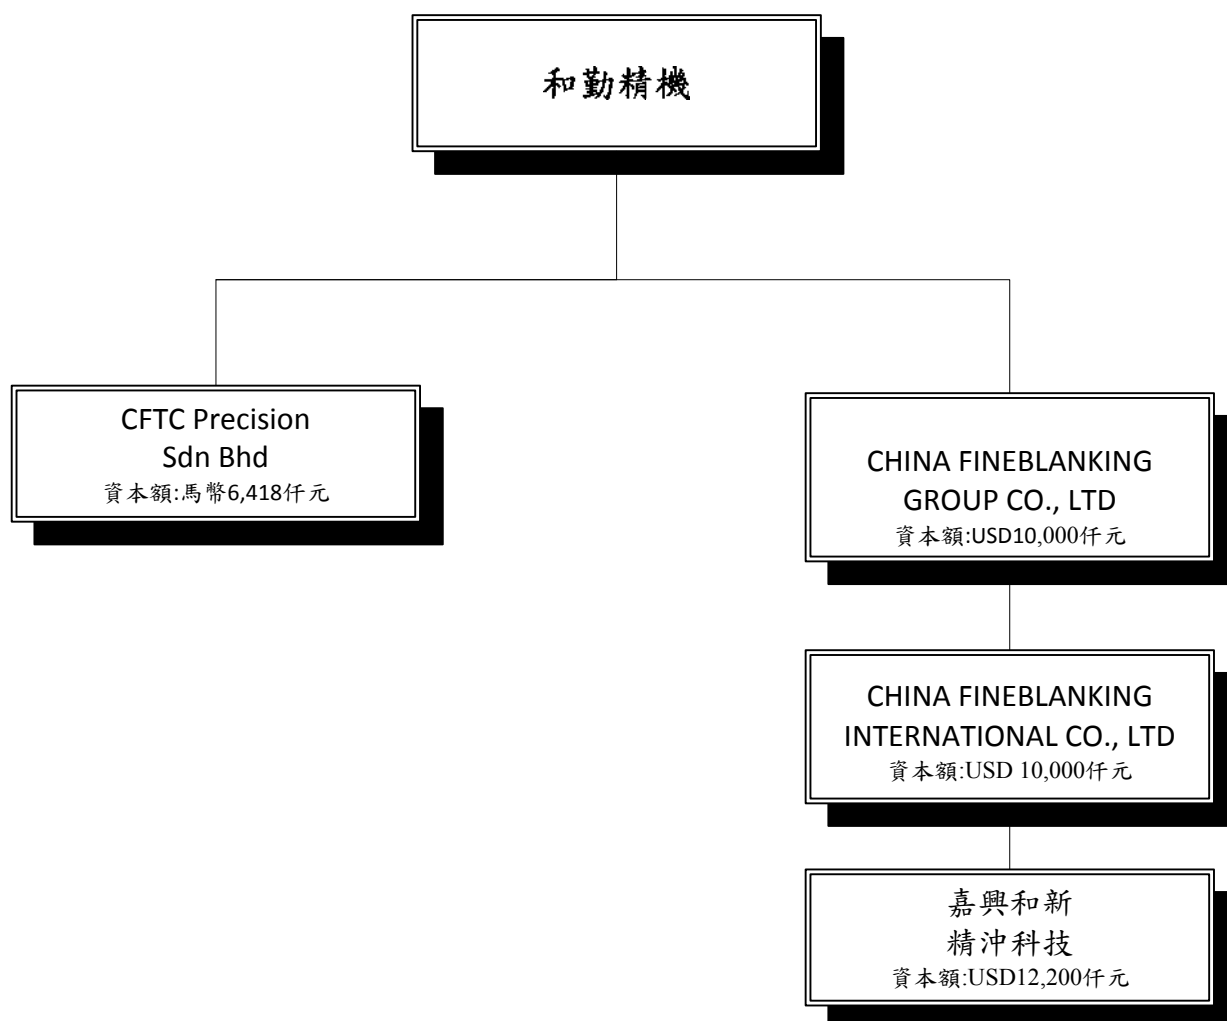 和勤精機
CFTC Precision
Sdn Bhd
資本額:馬幣6,418仟元
CHINA FINEBLANKING
GROUP CO., LTD
資本額:USD10,000仟元
CHINA FINEBLANKING
INTERNATIONAL CO., LTD
資本額:USD 10,000仟元
嘉興和新
精沖科技
資本額:USD12,200仟元